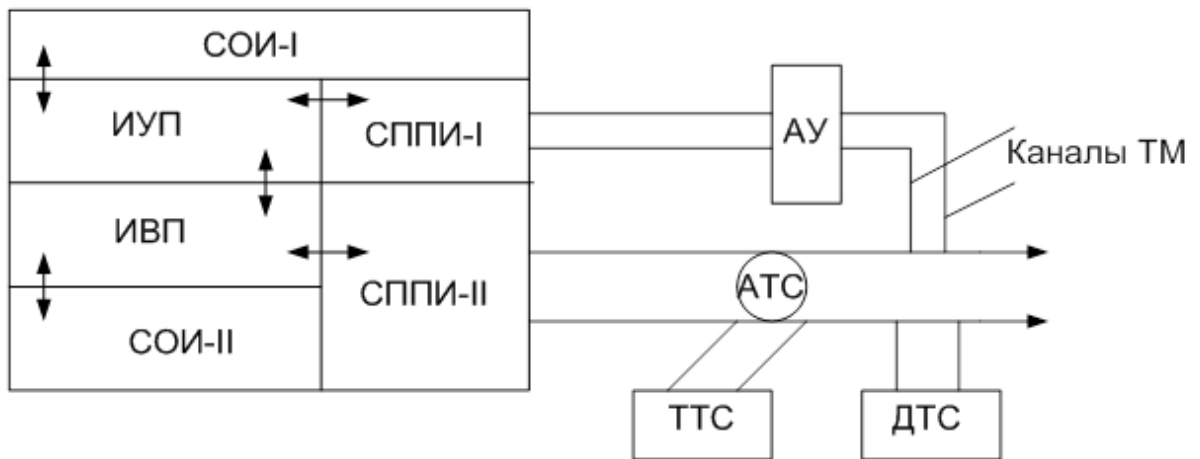 СОИ-I
ИУП
СППИ-I
АУ
Каналы ТМ
ИВП
СППИ-II
АТС
СОИ-II
ТТС
ДТС